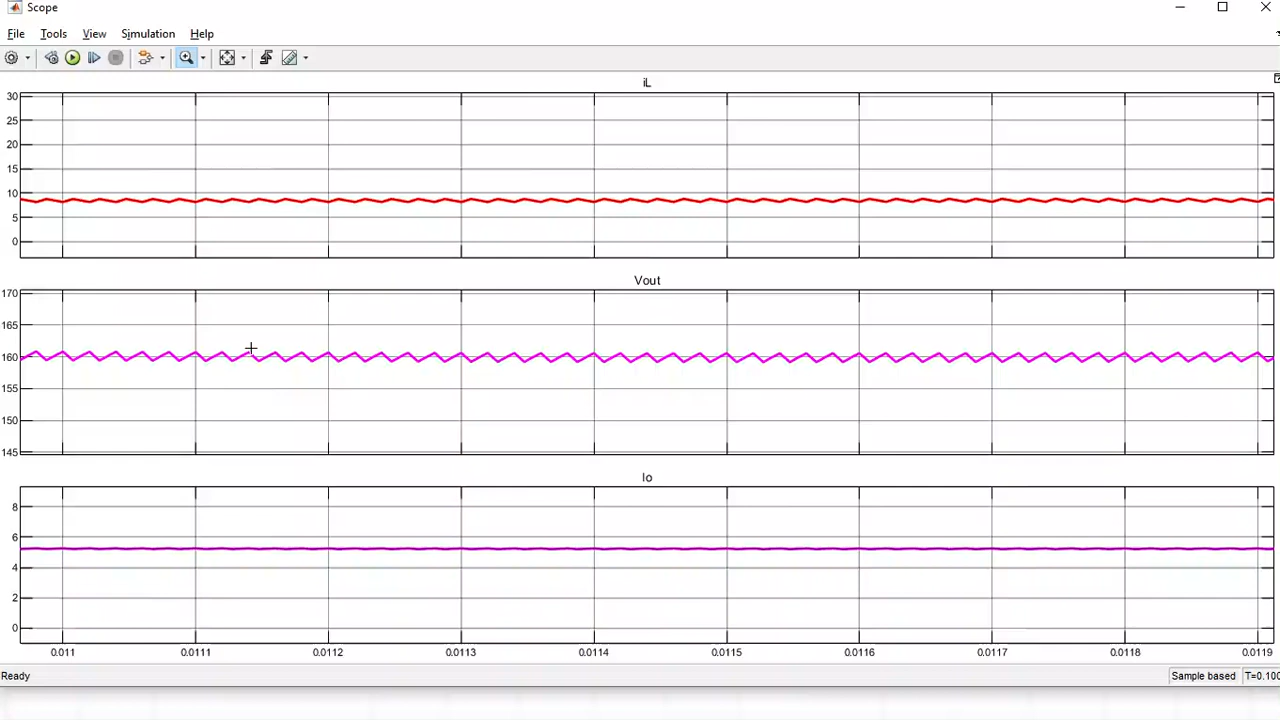 Scope
File Tools View Simulation Help
iL
30
25
20
15
10
5
0
Vout
170
165
160
155
150
145
Io
8
6
4
2
0
0.011 0.0111 0.0112 0.0113 0.0114 0.0115 0.0116 0.0117 0.0118 0.0119
Ready Sample based T=0.100